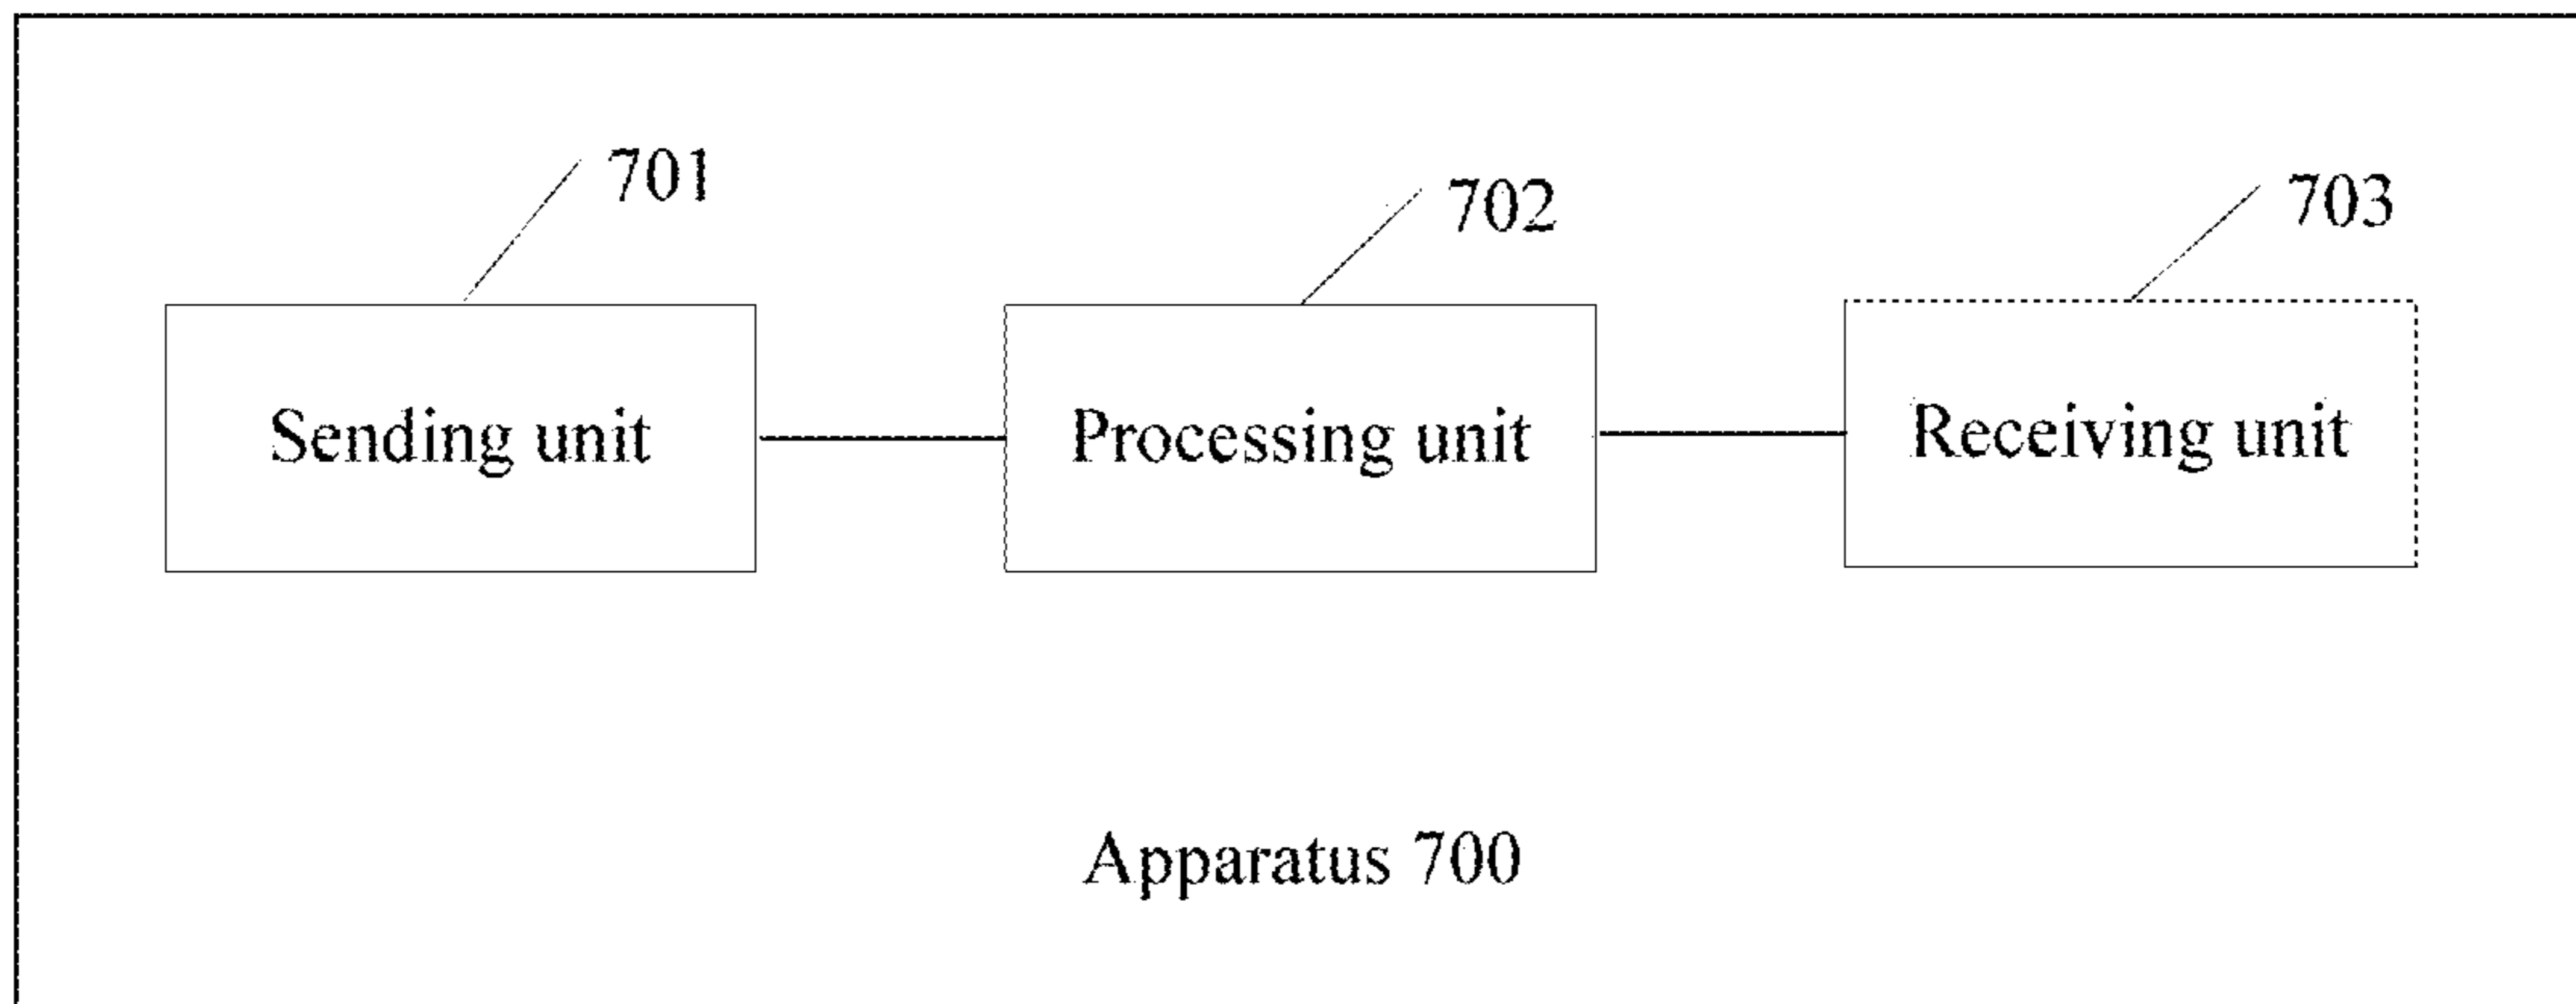 701
702
703
Sending unit
Processing unit
Receiving unit
Apparatus 700